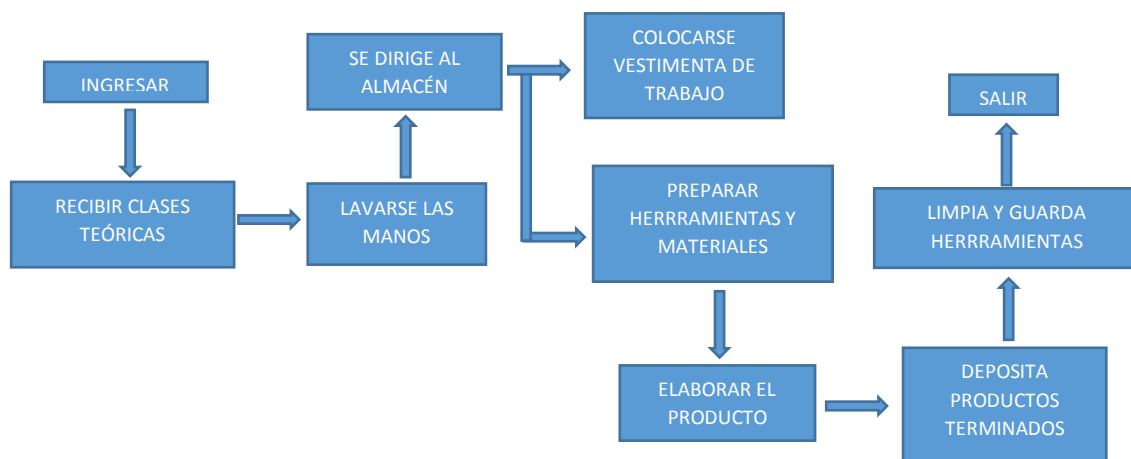 INGRESAR
RECIBIR CLASES
TEÓRICAS
LAVARSE LAS
MANOS
SE DIRIGE AL
ALMACÉN
COLOCARSE
VESTIMENTA DE
TRABAJO
PREPARAR
HERRRAMIENTAS Y
MATERIALES
ELABORAR EL
PRODUCTO
DEPOSITA
PRODUCTOS
TERMINADOS
LIMPIA Y GUARDA
HERRRAMIENTAS
SALIR